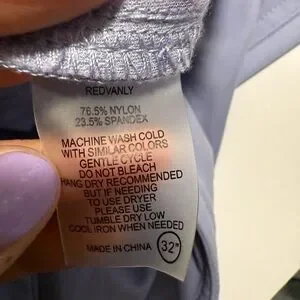 REDVANLY
76.5% NYLON
23.5% SPANDEX
MACHINE WASH COLD
WITH SIMILAR COLORS
GENTLE CYCLE
DO NOT BLEACH
HANG DRY RECOMMENDED
BUT IF NEEDING
TO USE DRYER
PLEASE USE
TUMBLE DRY LOW
COOL IRON WHEN NEEDED
MADE IN CHINA 32"